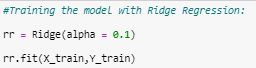 #Training the model with Ridge Regression:
rr = Ridge(alpha = 0.1)
rr.fit(X_train,Y_train)